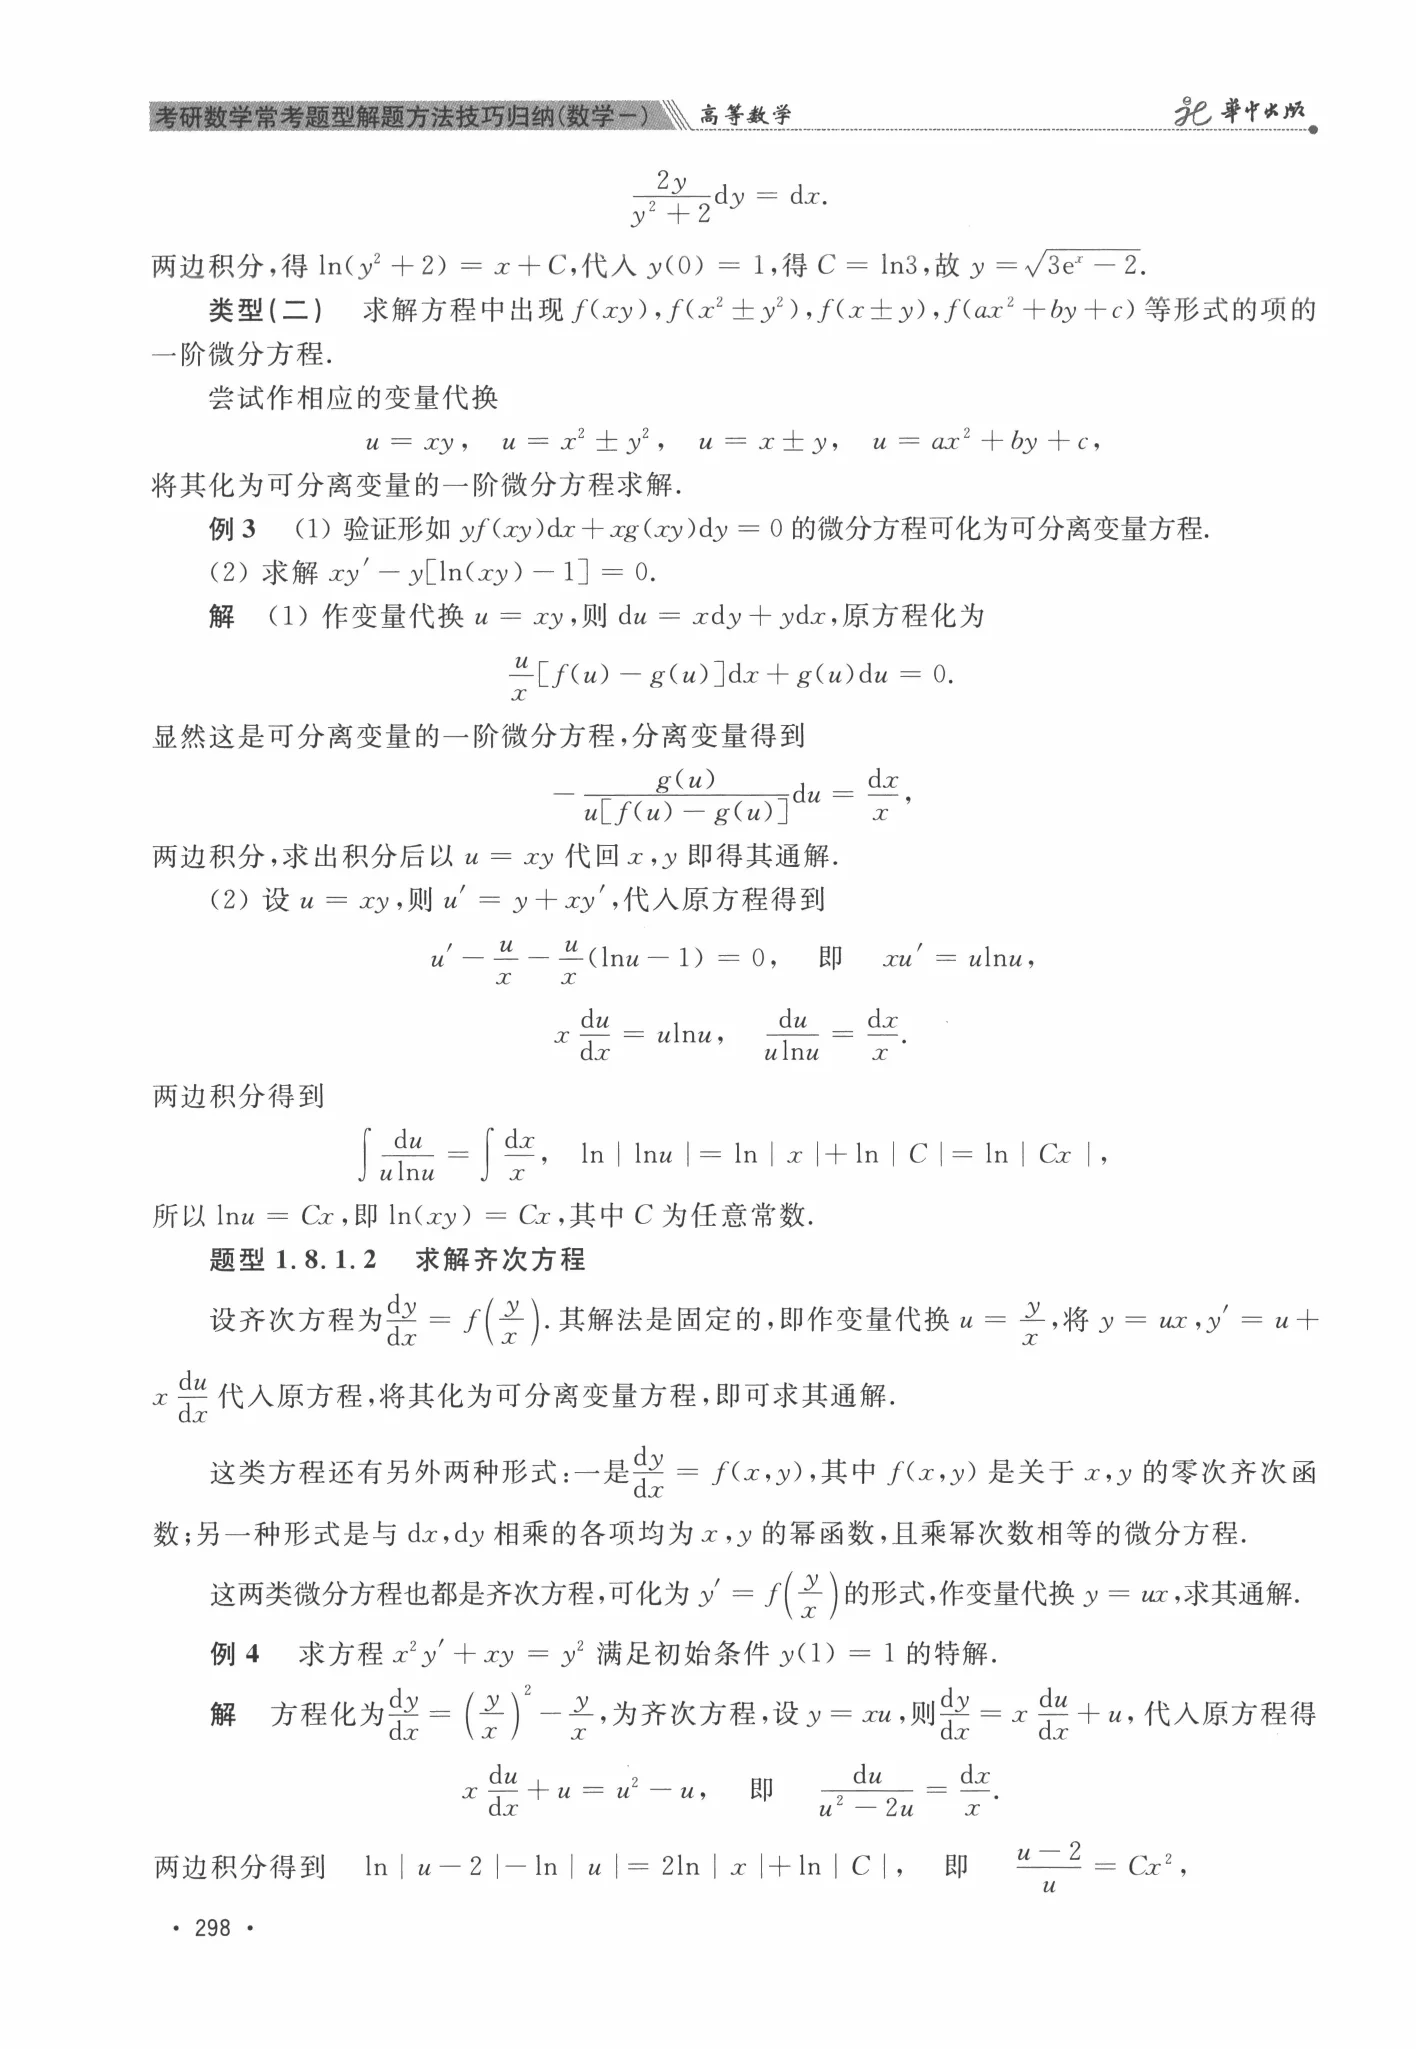 考研数学常考题型解题方法技巧归纳(数学一) 高等数学 华中出版
$\frac{2y}{y^2+2}dy = dx.$
两边积分,得 $\ln(y^2+2) = x+C$,代入 $y(0) = 1$,得 $C = \ln 3$,故 $y = \sqrt{3e^x-2}$.
类型(二) 求解方程中出现 $f(xy),f(x^2\pm y^2),f(x\pm y),f(ax^2+by+c)$ 等形式的项的
一阶微分方程.
尝试作相应的变量代换
$u = xy, \quad u = x^2\pm y^2, \quad u = x\pm y, \quad u = ax^2+by+c,$
将其化为可分离变量的一阶微分方程求解.
例 3 (1) 验证形如 $yf(xy)dx+xg(xy)dy = 0$ 的微分方程可化为可分离变量方程.
(2) 求解 $xy'-y[\ln(xy)-1] = 0$.
解 (1) 作变量代换 $u = xy$,则 $du = xdy+ydx$,原方程化为
$\frac{u}{x}[f(u)-g(u)]dx+g(u)du = 0.$
显然这是可分离变量的一阶微分方程,分离变量得到
$-\frac{g(u)}{u[f(u)-g(u)]}du = \frac{dx}{x},$
两边积分,求出积分后以 $u = xy$ 代回 $x,y$ 即得其通解.
(2) 设 $u = xy$,则 $u' = y+xy'$,代入原方程得到
$u'-\frac{u}{x}-\frac{u}{x}(\ln u-1) = 0, \quad 即 \quad xu' = u\ln u,$
$x\frac{du}{dx} = u\ln u, \quad \frac{du}{u\ln u} = \frac{dx}{x}.$
两边积分得到
$\int\frac{du}{u\ln u} = \int\frac{dx}{x}, \quad \ln|\ln u| = \ln|x|+\ln|C| = \ln|Cx|,$
所以 $\ln u = Cx$,即 $\ln(xy) = Cx$,其中 $C$ 为任意常数.
题型 1.8.1.2 求解齐次方程
设齐次方程为 $\frac{dy}{dx} = f\left(\frac{y}{x}\right)$.其解法是固定的,即作变量代换 $u = \frac{y}{x}$,将 $y = ux,y' = u+$
$x\frac{du}{dx}$ 代入原方程,将其化为可分离变量方程,即可求其通解.
这类方程还有另外两种形式:一是 $\frac{dy}{dx} = f(x,y)$,其中 $f(x,y)$ 是关于 $x,y$ 的零次齐次函
数;另一种形式是与 $dx,dy$ 相乘的各项均为 $x,y$ 的幂函数,且乘幂次数相等的微分方程.
这两类微分方程也都是齐次方程,可化为 $y' = f\left(\frac{y}{x}\right)$ 的形式,作变量代换 $y = ux$,求其通解.
例 4 求方程 $x^2y'+xy = y^2$ 满足初始条件 $y(1) = 1$ 的特解.
解 方程化为 $\frac{dy}{dx} = \left(\frac{y}{x}\right)^2-\frac{y}{x}$,为齐次方程,设 $y = xu$,则 $\frac{dy}{dx} = x\frac{du}{dx}+u$,代入原方程得
$x\frac{du}{dx}+u = u^2-u, \quad 即 \quad \frac{du}{u^2-2u} = \frac{dx}{x}.$
两边积分得到 $\ln|u-2|-\ln|u| = 2\ln|x|+\ln|C|, \quad 即 \quad \frac{u-2}{u} = Cx^2,$
· 298 ·